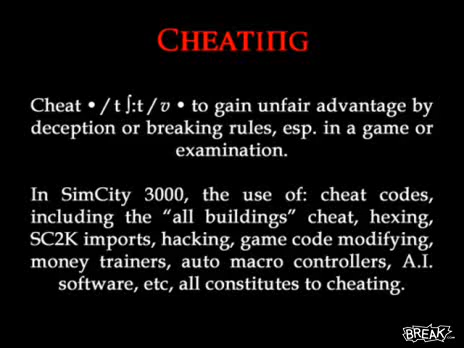 CHEATING
Cheat • / t ʃ:t / v • to gain unfair advantage by
deception or breaking rules, esp. in a game or
examination.
In SimCity 3000, the use of: cheat codes,
including the “all buildings” cheat, hexing,
SC2K imports, hacking, game code modifying,
money trainers, auto macro controllers, A.I.
software, etc, all constitutes to cheating.
BREAK.com